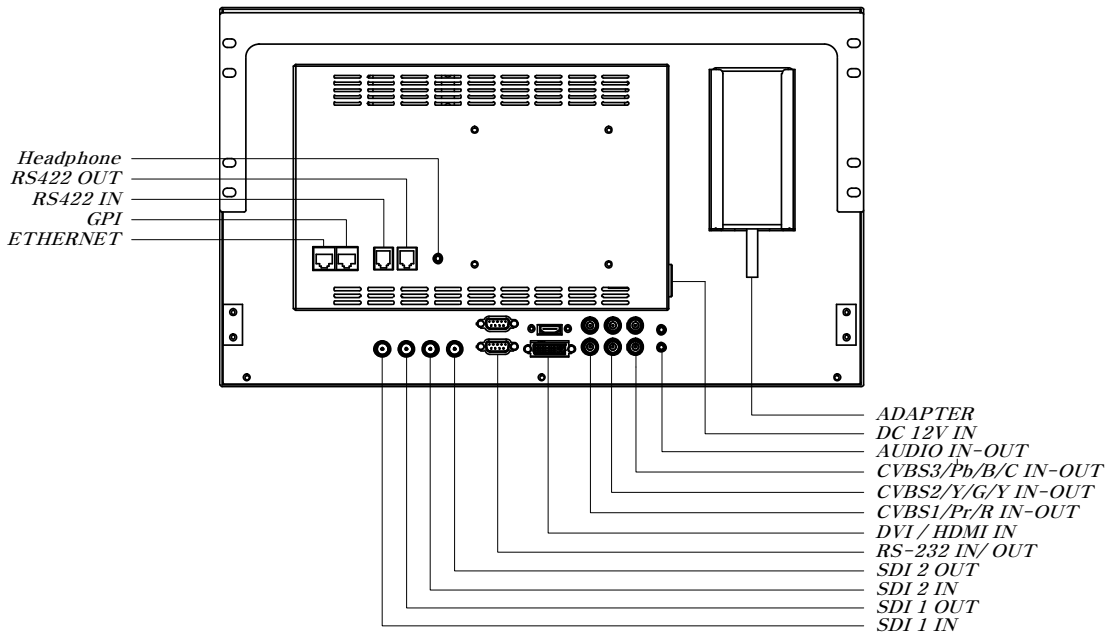 Headphone
RS422 OUT
RS422 IN
GPI
ETHERNET
ADAPTER
DC 12V IN
AUDIO IN-OUT
CVBS3/Pb/B/C IN-OUT
CVBS2/Y/G/Y IN-OUT
CVBS1/Pr/R IN-OUT
DVI / HDMI IN
RS-232 IN/ OUT
SDI 2 OUT
SDI 2 IN
SDI 1 OUT
SDI 1 IN